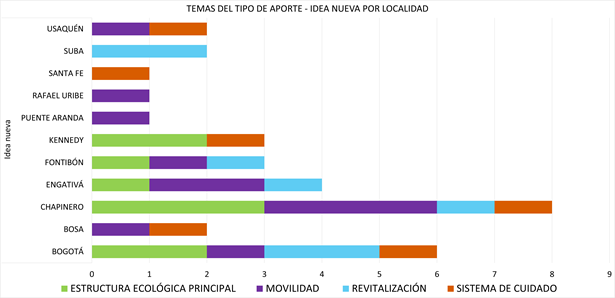 TEMAS DEL TIPO DE APORTE - IDEA NUEVA POR LOCALIDAD
Idea nueva
USAQUÉN
SUBA
SANTA FE
RAFAEL URIBE
PUENTE ARANDA
KENNEDY
FONTIBÓN
ENGATIVÁ
CHAPINERO
BOSA
BOGOTÁ
0 1 2 3 4 5 6 7 8 9
ESTRUCTURA ECOLÓGICA PRINCIPAL MOVILIDAD REVITALIZACIÓN SISTEMA DE CUIDADO